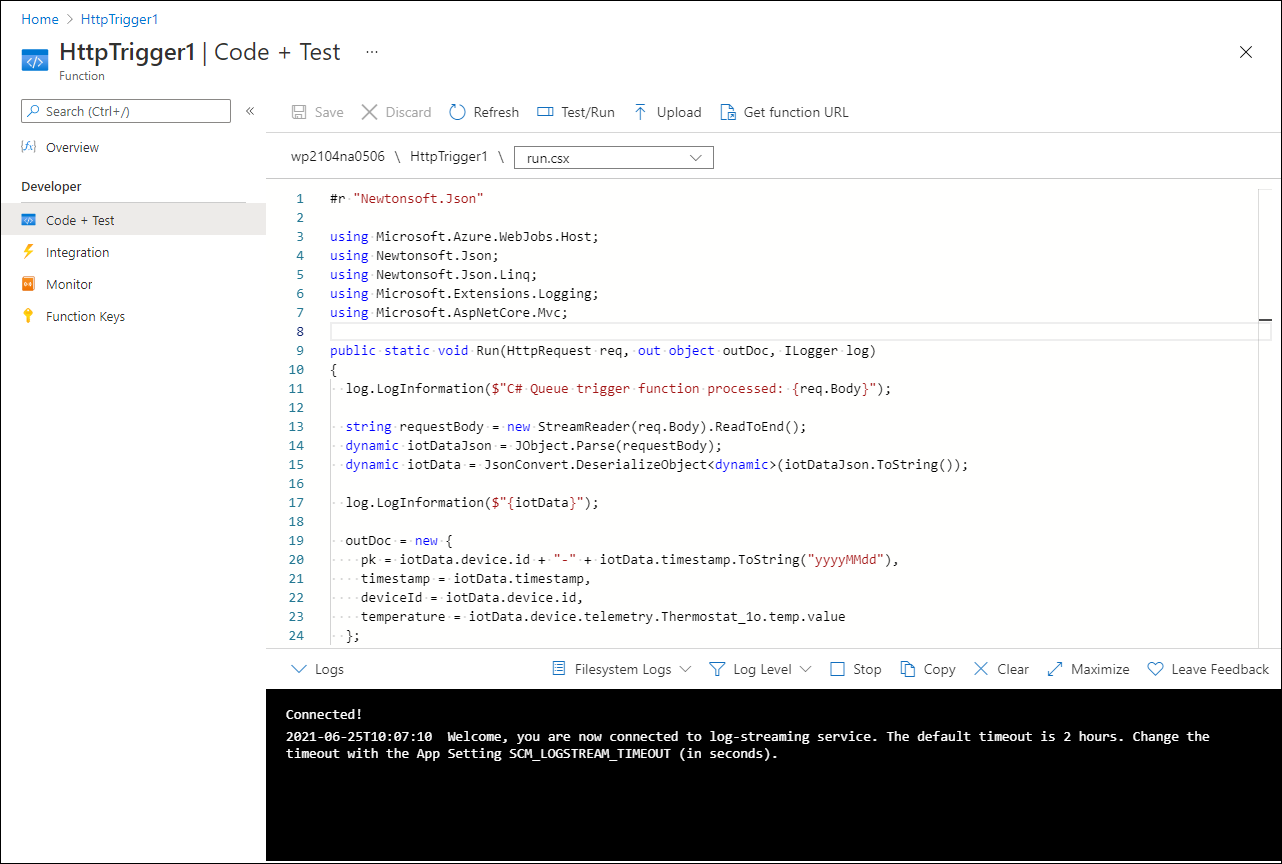 Home > HttpTrigger1
HttpTrigger1 | Code + Test ...
Function
Search (Ctrl+/) «
Overview
Developer
Code + Test
Integration
Monitor
Function Keys
Save Discard Refresh Test/Run Upload Get function URL
wp2104na0506 \ HttpTrigger1 \ run.csx
1 #r "Newtonsoft.Json"
2
3 using Microsoft.Azure.WebJobs.Host;
4 using Newtonsoft.Json;
5 using Newtonsoft.Json.Linq;
6 using Microsoft.Extensions.Logging;
7 using Microsoft.AspNetCore.Mvc;
8
9 public static void Run(HttpRequest req, out object outDoc, ILogger log)
10 {
11 log.LogInformation($"C# Queue trigger function processed: {req.Body}");
12
13 string requestBody = new StreamReader(req.Body).ReadToEnd();
14 dynamic iotDataJson = JObject.Parse(requestBody);
15 dynamic iotData = JsonConvert.DeserializeObject<dynamic>(iotDataJson.ToString());
16
17 log.LogInformation($"{iotData}");
18
19 outDoc = new {
20 pk = iotData.device.id + "-" + iotData.timestamp.ToString("yyyyMMdd"),
21 timestamp = iotData.timestamp,
22 deviceId = iotData.device.id,
23 temperature = iotData.device.telemetry.Thermostat_1o.temp.value
24 };
Logs Filesystem Logs Log Level Stop Copy Clear Maximize Leave Feedback
Connected!
2021-06-25T10:07:10 Welcome, you are now connected to log-streaming service. The default timeout is 2 hours. Change the
timeout with the App Setting SCM_LOGSTREAM_TIMEOUT (in seconds).